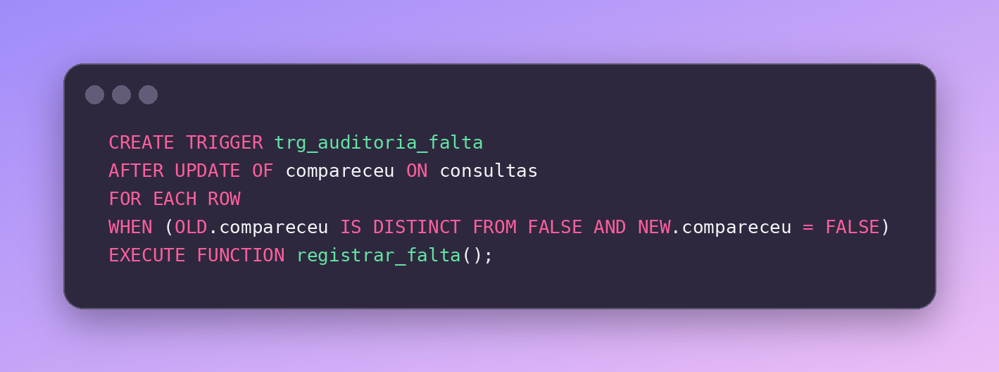 CREATE TRIGGER trg_auditoria_falta
AFTER UPDATE OF compareceu ON consultas
FOR EACH ROW
WHEN (OLD.compareceu IS DISTINCT FROM FALSE AND NEW.compareceu = FALSE)
EXECUTE FUNCTION registrar_falta();